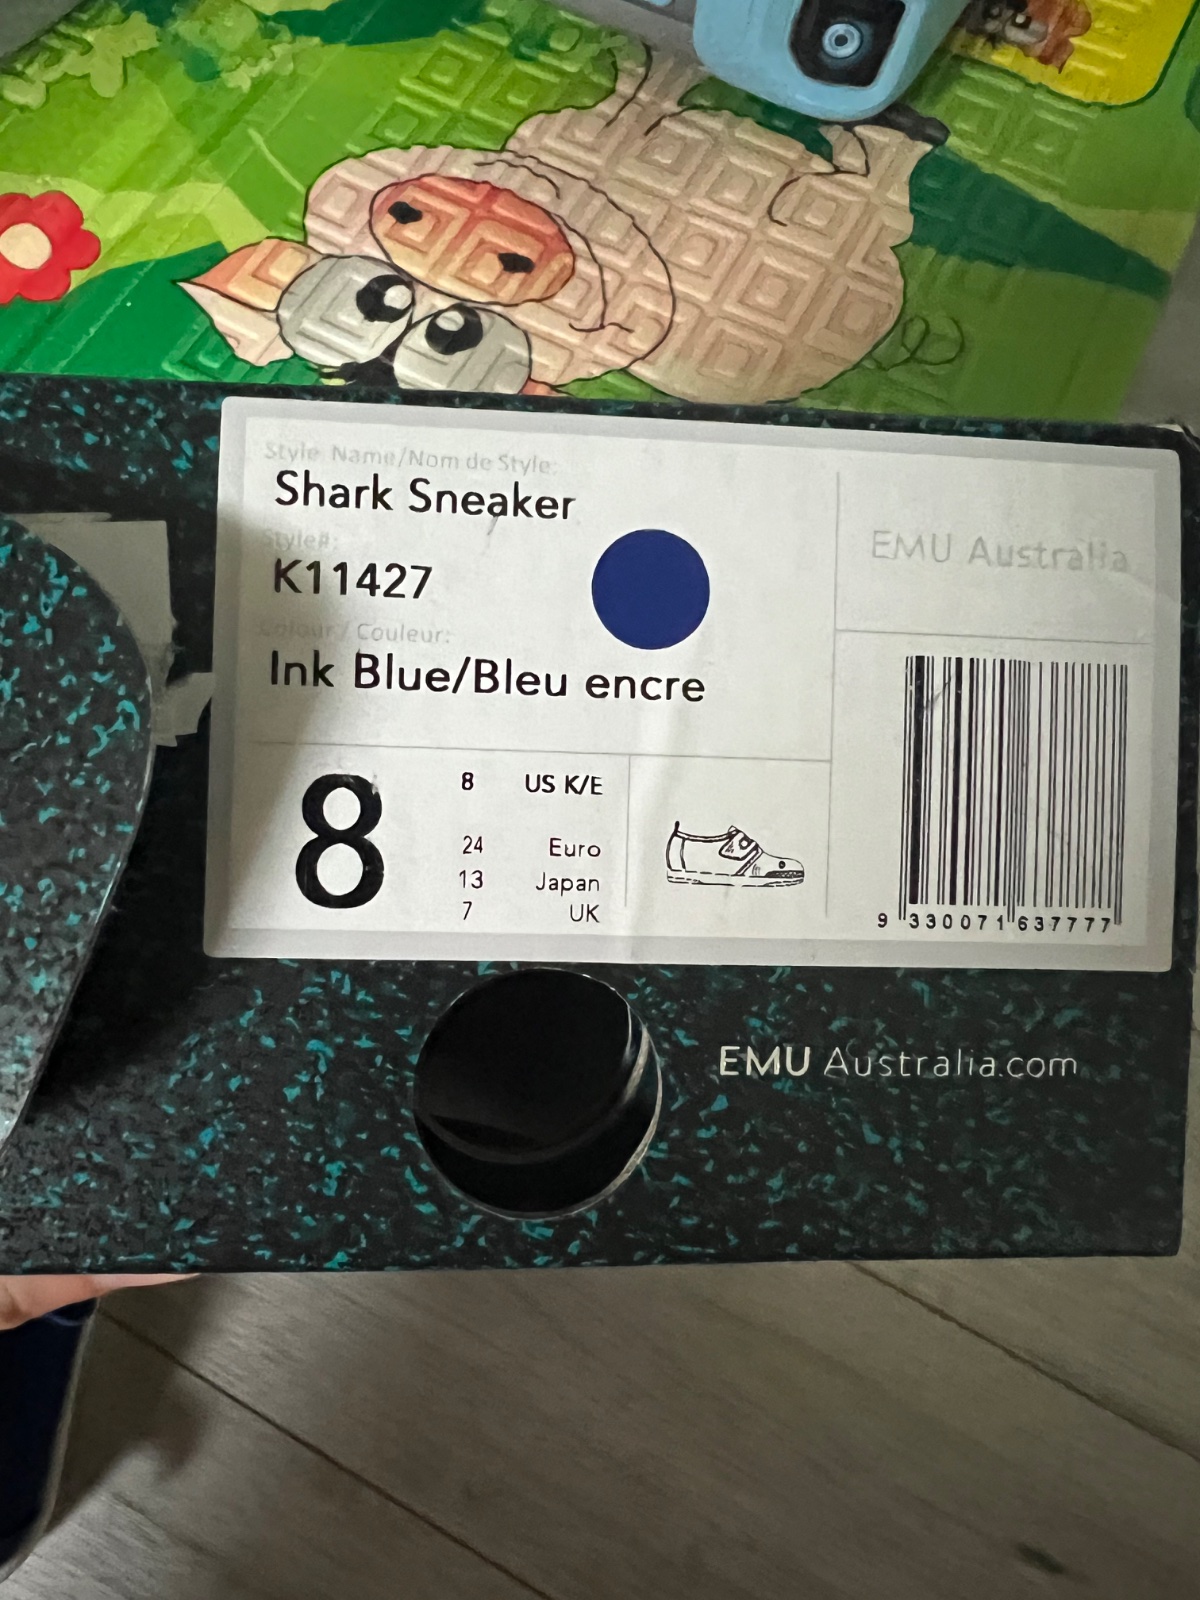 Style Name/Nom de Style:
Shark Sneaker
Style#:
K11427
Colour / Couleur:
Ink Blue/Bleu encre
8
8 US K/E
24 Euro
13 Japan
7 UK
EMU Australia
9 330071 637777
EMU Australia.com